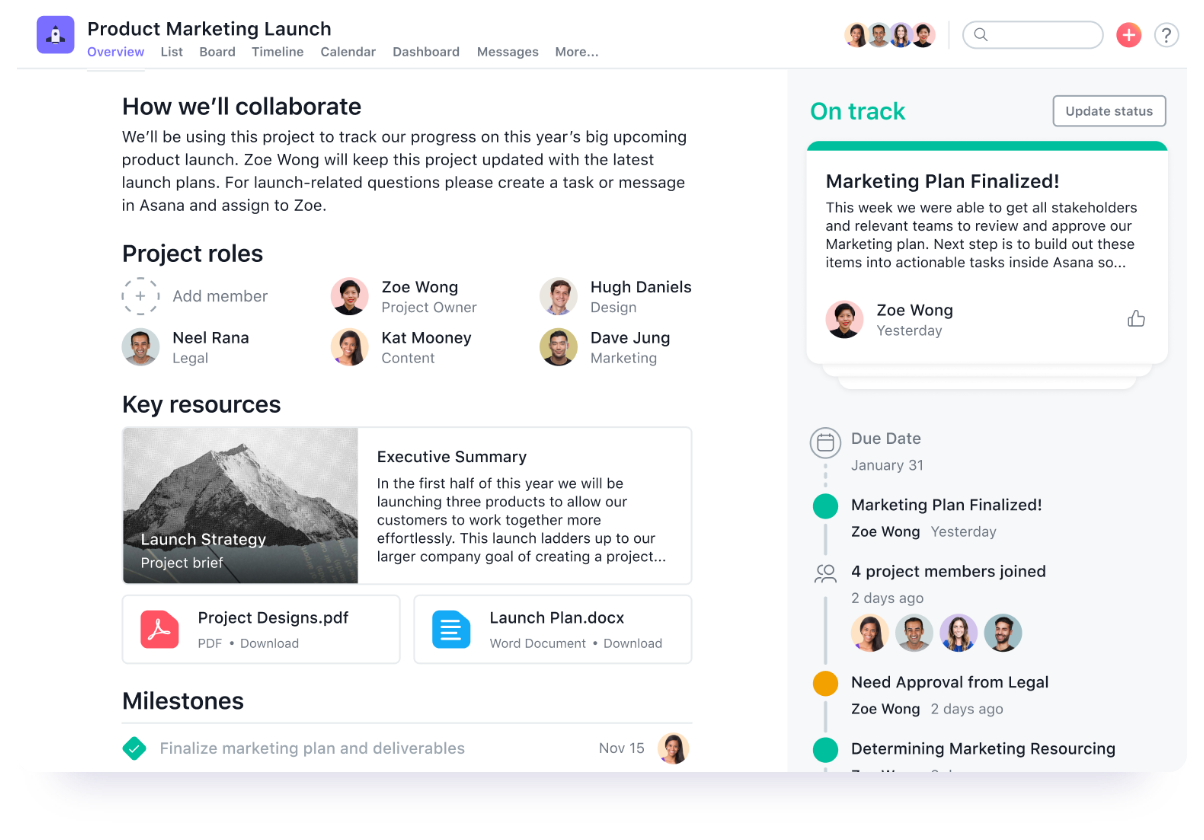 Product Marketing Launch
Overview List Board Timeline Calendar Dashboard Messages More...
How we’ll collaborate
We’ll be using this project to track our progress on this year’s big upcoming
product launch. Zoe Wong will keep this project updated with the latest
launch plans. For launch-related questions please create a task or message
in Asana and assign to Zoe.
Project roles
Add member
Zoe Wong
Project Owner
Hugh Daniels
Design
Neel Rana
Legal
Kat Mooney
Content
Dave Jung
Marketing
Key resources
Launch Strategy
Project brief
Executive Summary
In the first half of this year we will be
launching three products to allow our
customers to work together more
effortlessly. This launch ladders up to our
larger company goal of creating a project...
Project Designs.pdf
PDF • Download
Launch Plan.docx
Word Document • Download
Milestones
Finalize marketing plan and deliverables Nov 15
On track
Update status
Marketing Plan Finalized!
This week we were able to get all stakeholders
and relevant teams to review and approve our
Marketing plan. Next step is to build out these
items into actionable tasks inside Asana so...
Zoe Wong
Yesterday
Due Date
January 31
Marketing Plan Finalized!
Zoe Wong Yesterday
4 project members joined
2 days ago
Need Approval from Legal
Zoe Wong 2 days ago
Determining Marketing Resourcing